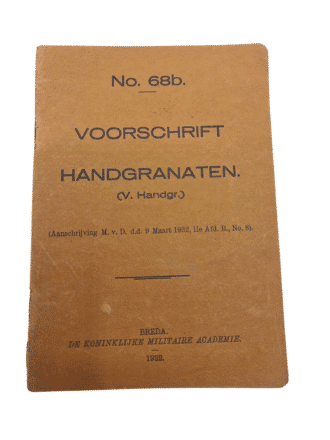 No. 68b.
VOORSCHRIFT
HANDGRANATEN.
(V. Handgr.)
(Aanschrijving M. v. D. d.d. 9 Maart 1932, IIe Afd. B., No. 8).
BREDA.
DE KONINKLIJKE MILITAIRE ACADEMIE.
1932.